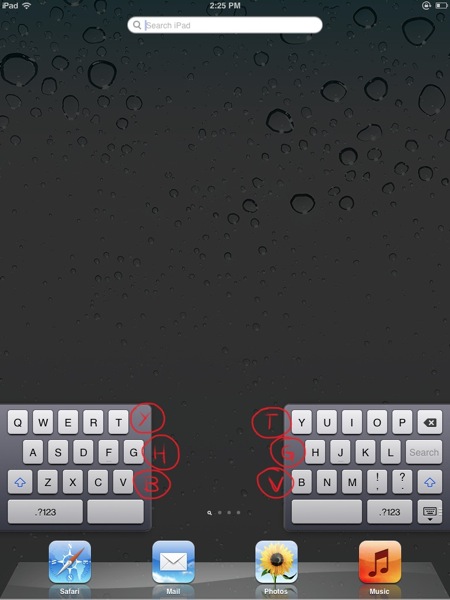 iPad 2:25 PM
Search iPad
Q W E R T Y T Y U I O P
A S D F G H G H J K L Search
Z X C V B V B N M ! , ? .
.?123 .?123
Safari Mail Photos Music